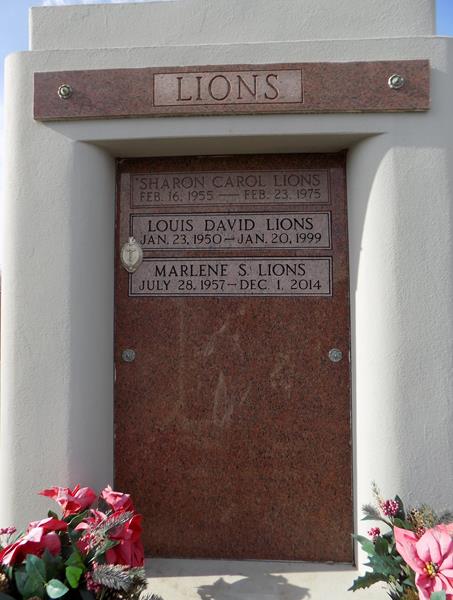 LIONS
SHARON CAROL LIONS
FEB. 16, 1955 — FEB. 23, 1975
LOUIS DAVID LIONS
JAN. 23, 1950 — JAN. 20, 1999
MARLENE S. LIONS
JULY 28, 1957 — DEC. 1, 2014